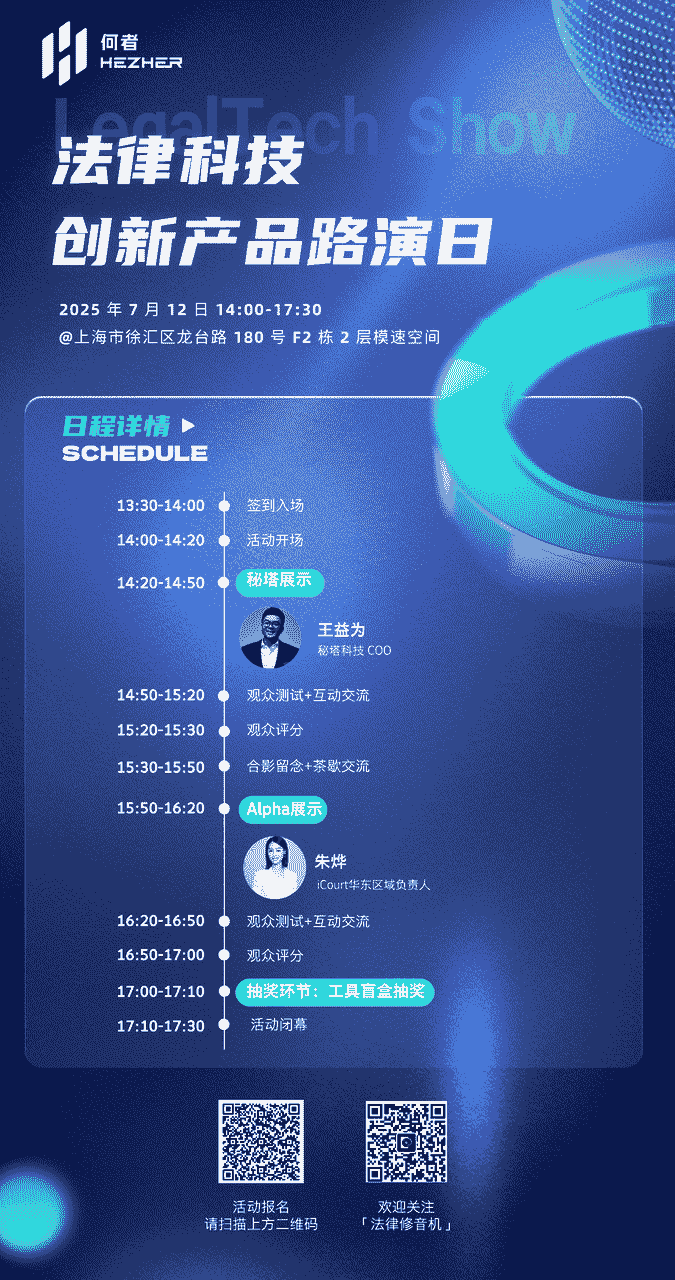 何者
HEZHER
LegalTech Show
法律科技
创新产品路演日
2025 年 7 月 12 日 14:00-17:30
@上海市徐汇区龙台路 180 号 F2 栋 2 层模速空间
日程详情
SCHEDULE
13:30-14:00 签到入场
14:00-14:20 活动开场
14:20-14:50 秘塔展示
王益为
秘塔科技 COO
14:50-15:20 观众测试+互动交流
15:20-15:30 观众评分
15:30-15:50 合影留念+茶歇交流
15:50-16:20 Alpha展示
朱烨
iCourt华东区域负责人
16:20-16:50 观众测试+互动交流
16:50-17:00 观众评分
17:00-17:10 抽奖环节：工具盲盒抽奖
17:10-17:30 活动闭幕
活动报名 欢迎关注
请扫描上方二维码 「法律修音机」